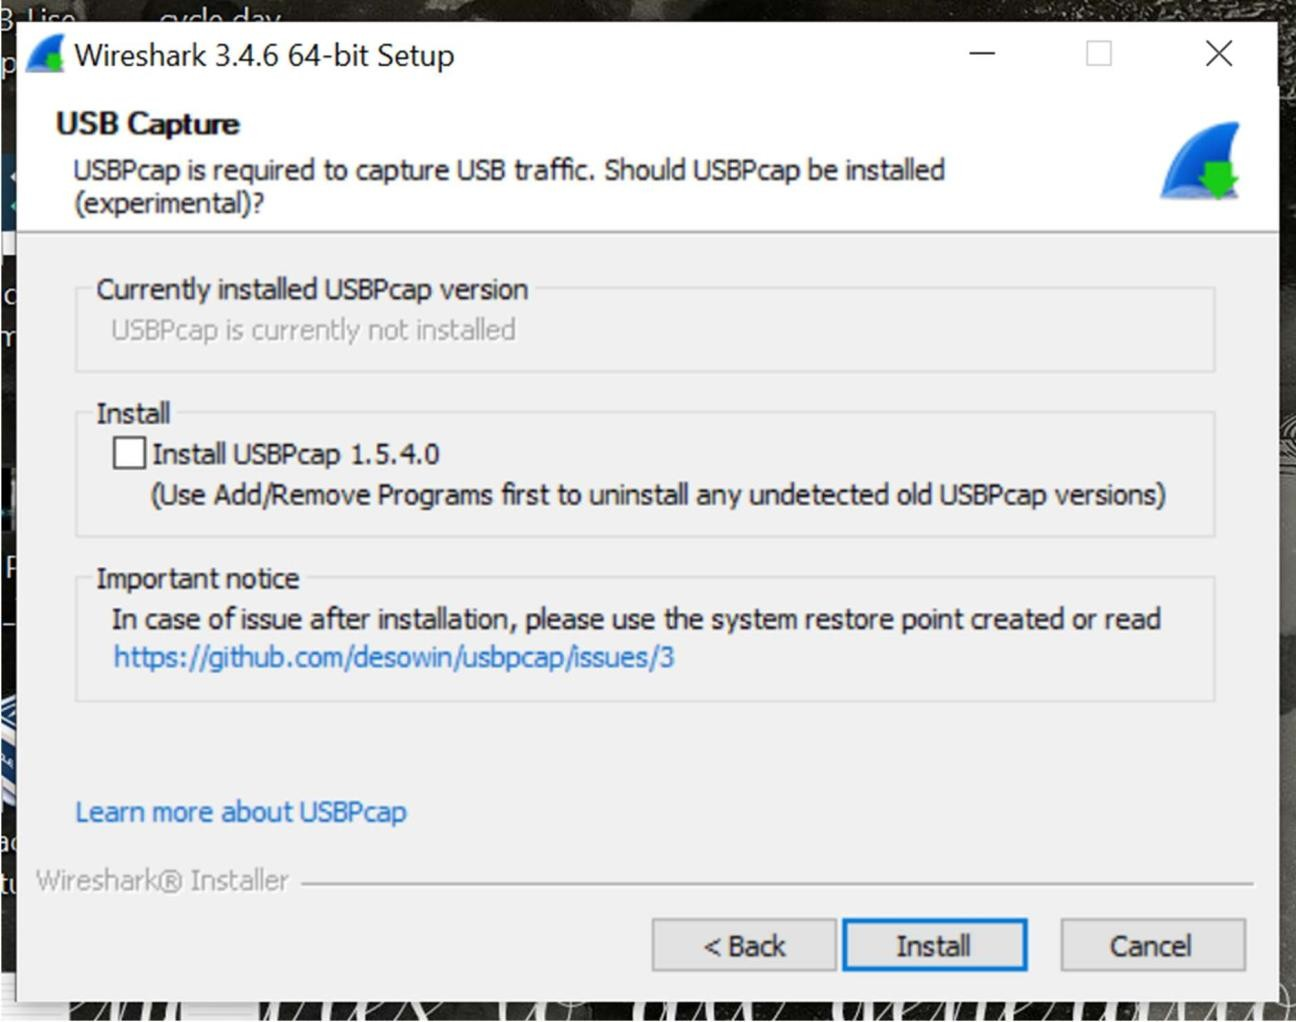 cycle day
Wireshark 3.4.6 64-bit Setup
USB Capture
USBPcap is required to capture USB traffic. Should USBPcap be installed
(experimental)?
Currently installed USBPcap version
USBPcap is currently not installed
Install
Install USBPcap 1.5.4.0
(Use Add/Remove Programs first to uninstall any undetected old USBPcap versions)
Important notice
In case of issue after installation, please use the system restore point created or read
https://github.com/desowin/usbpcap/issues/3
Learn more about USBPcap
Wireshark® Installer
< Back
Install
Cancel